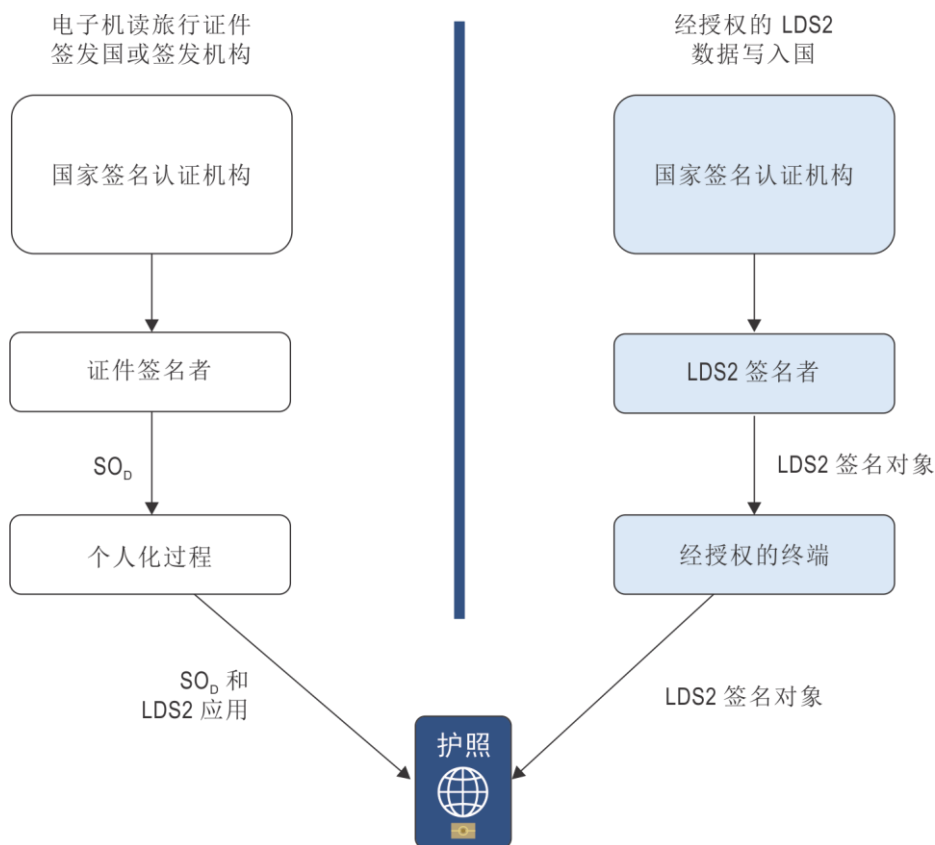 电子机读旅行证件
签发国或签发机构
国家签名认证机构
证件签名者
SO_D
个人化过程
SO_D 和
LDS2 应用
经授权的 LDS2
数据写入国
国家签名认证机构
LDS2 签名者
LDS2 签名对象
经授权的终端
LDS2 签名对象
护照